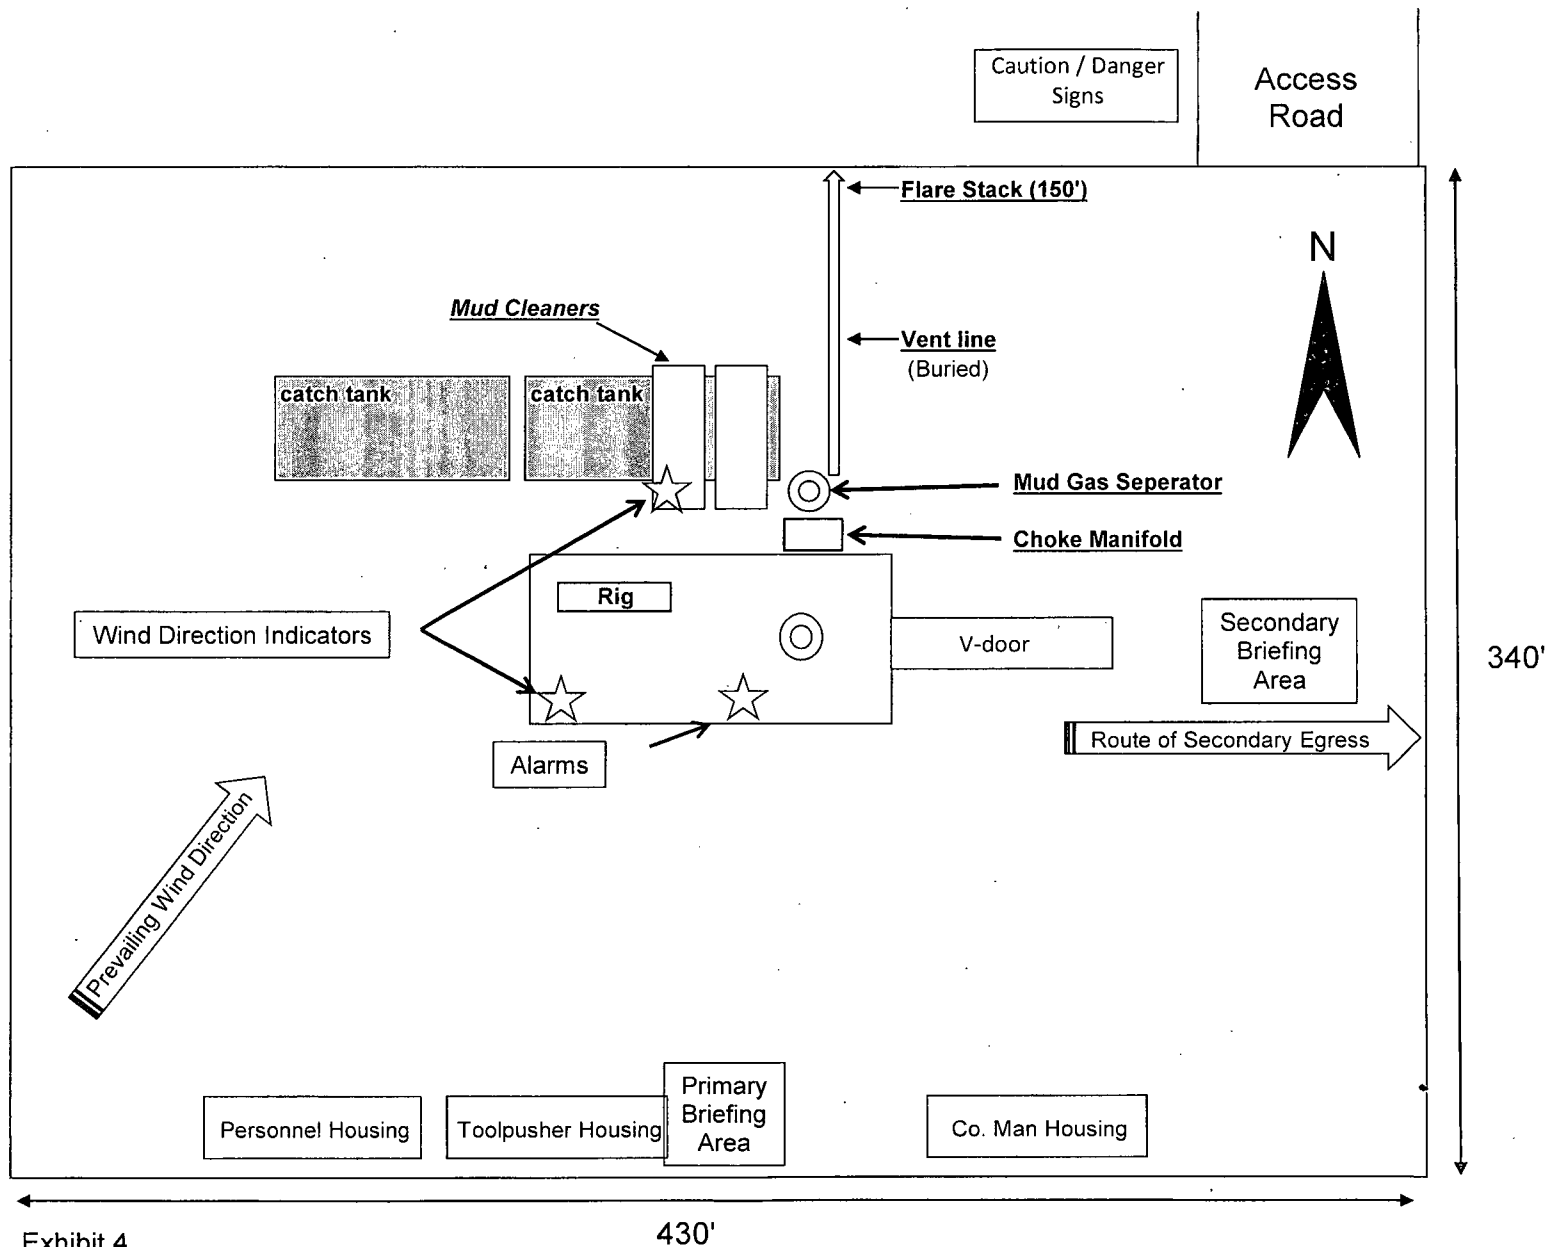 Caution / Danger
Signs
Access
Road
Flare Stack (150')
N
Mud Cleaners
Vent line
(Buried)
catch tank
catch tank
Mud Gas Seperator
Choke Manifold
Rig
Wind Direction Indicators
V-door
Secondary
Briefing
Area
340'
Route of Secondary Egress
Alarms
Prevailing Wind Direction
Primary
Briefing
Area
Personnel Housing
Toolpusher Housing
Co. Man Housing
430'
Exhibit 4